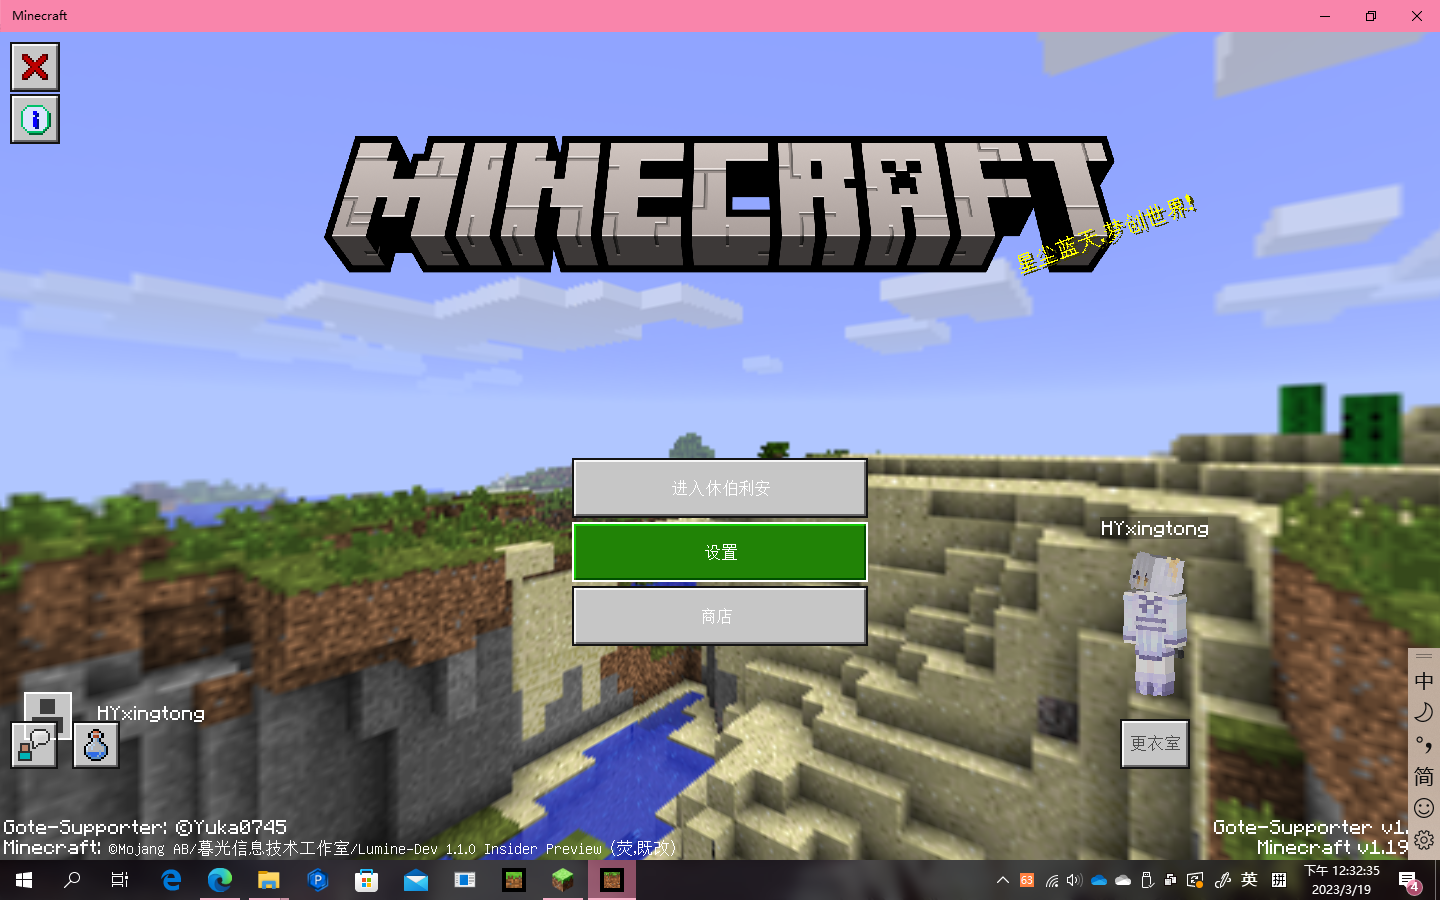 Minecraft
MINECRAFT
星尘蓝天,梦创世界!
进入休伯利安
设置
商店
HYxingtong
HYxingtong
更衣室
中
简
Gote-Supporter: ©Yuka0745
Gote-Supporter v1.
Minecraft: ©Mojang AB/暮光信息技术工作室/Lumine-Dev 1.1.0 Insider Preview (荧,既改)
Minecraft v1.19
63
英
拼
下午 12:32:35
2023/3/19
4